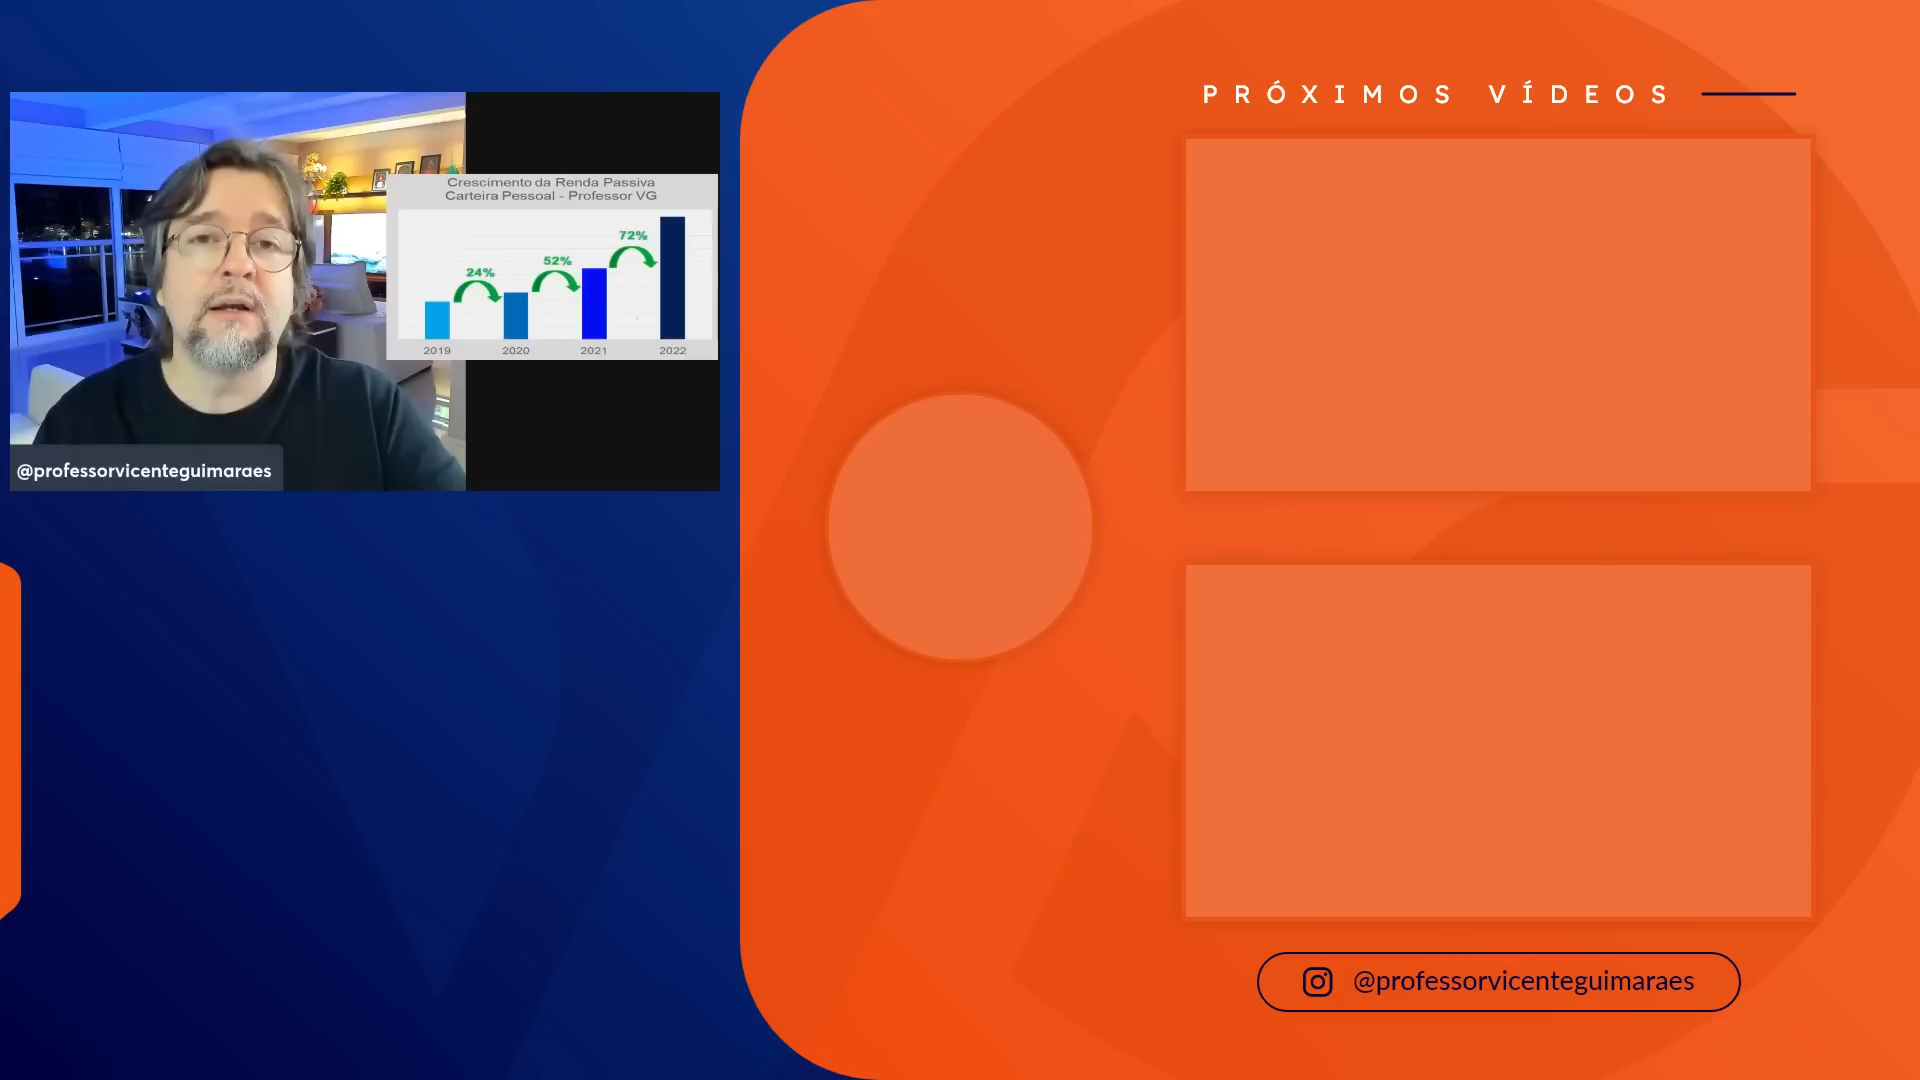 PRÓXIMOS VÍDEOS
Crescimento da Renda Passiva
Carteira Pessoal - Professor VG
24%
52%
72%
2019
2020
2021
2022
@professorvicenteguimaraes
@professorvicenteguimaraes